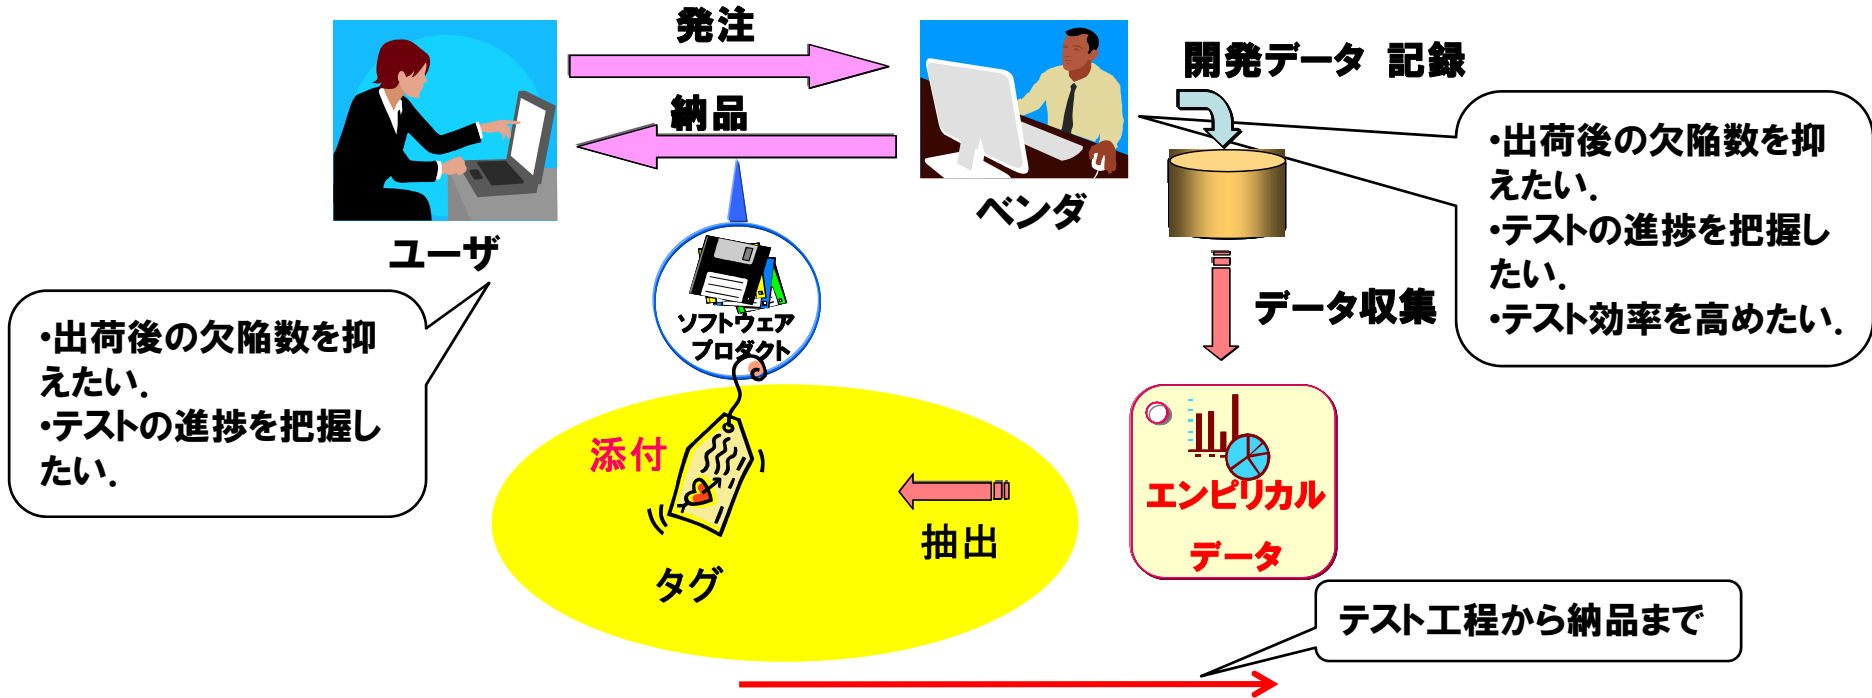 発注
納品
ユーザ
ベンダ
開発データ 記録
・出荷後の欠陥数を抑
えたい．
・テストの進捗を把握し
たい．
・テスト効率を高めたい．
・出荷後の欠陥数を抑
えたい．
・テストの進捗を把握し
たい．
ソフトウェア
プロダクト
データ収集
添付
タグ
抽出
エンピリカル
データ
テスト工程から納品まで